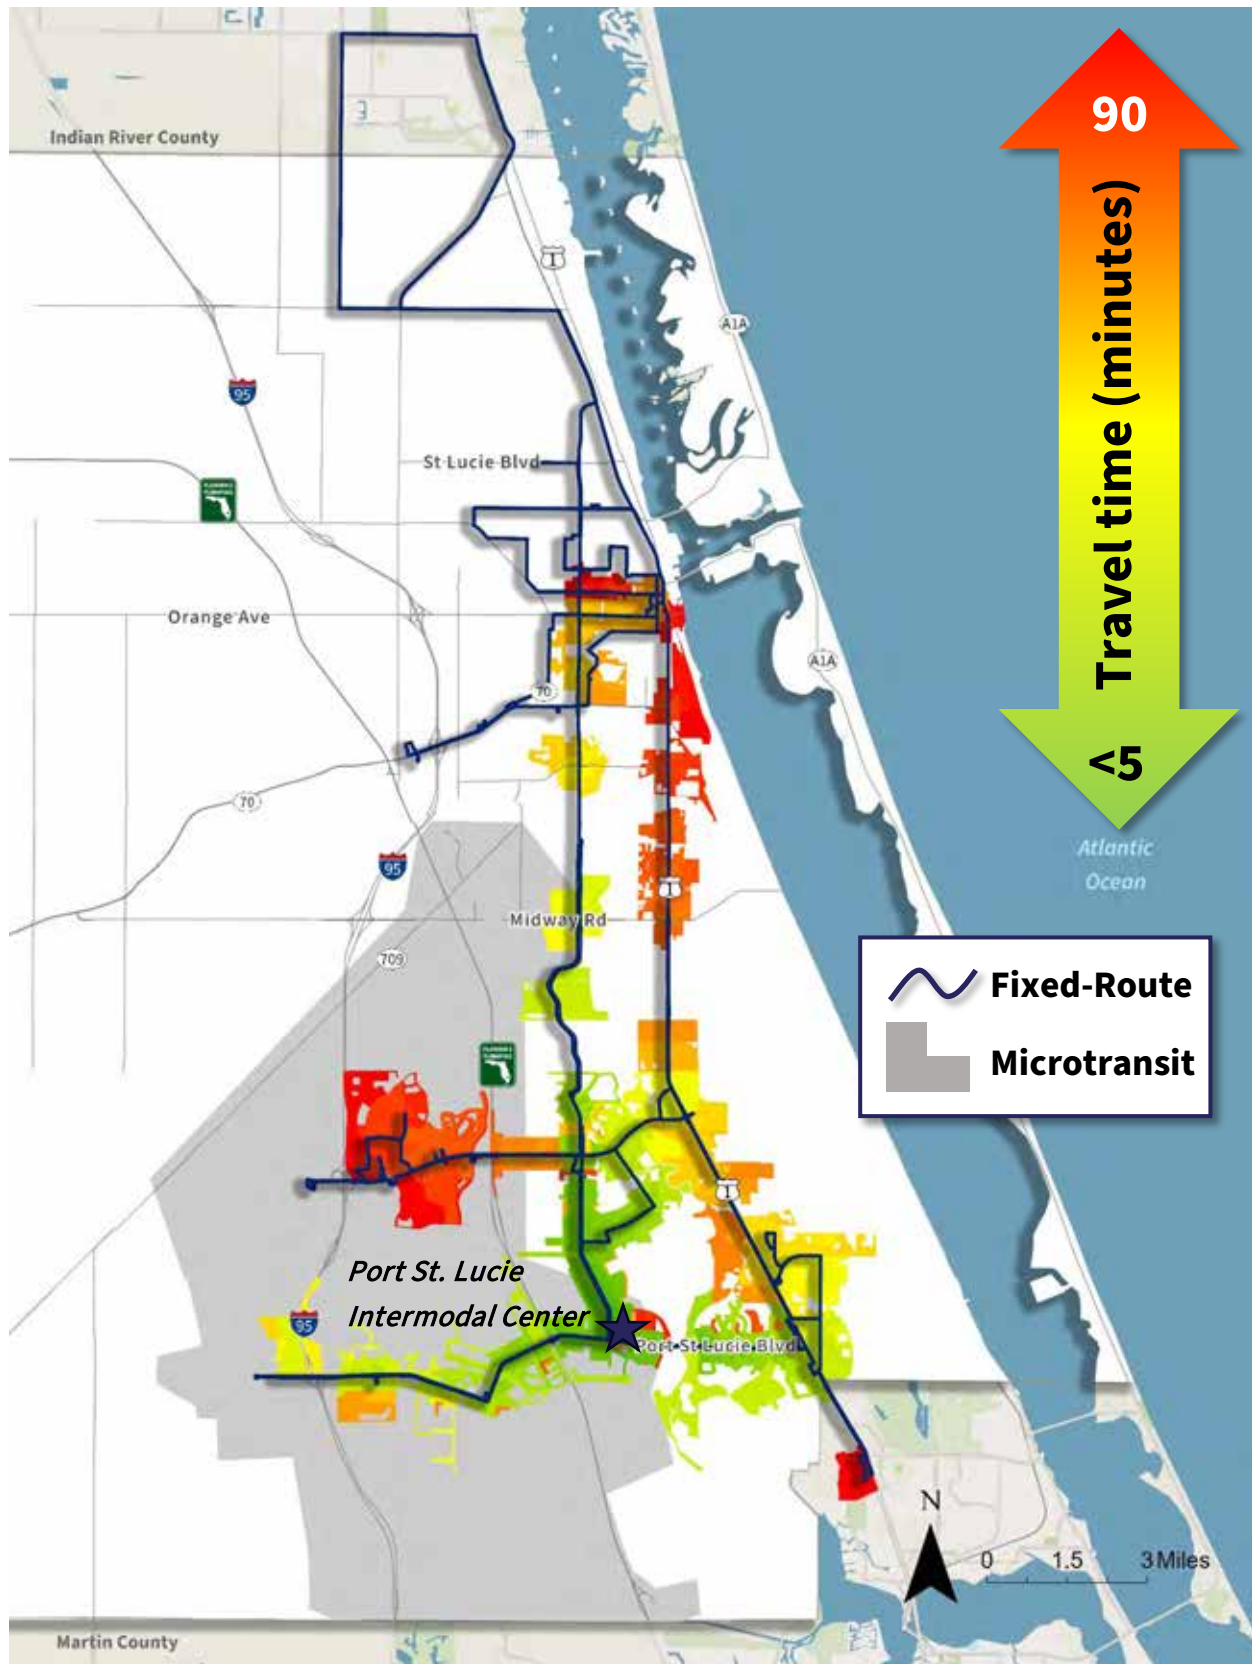 Indian River County
90
Travel time (minutes)
<5
1
A1A
95
St Lucie Blvd
Orange Ave
A1A
70
70
95
Atlantic
Ocean
1
Midway Rd
709
Fixed-Route
Microtransit
1
Port St. Lucie
Intermodal Center
95
Port St Lucie Blvd
N
0 1.5 3 Miles
Martin County